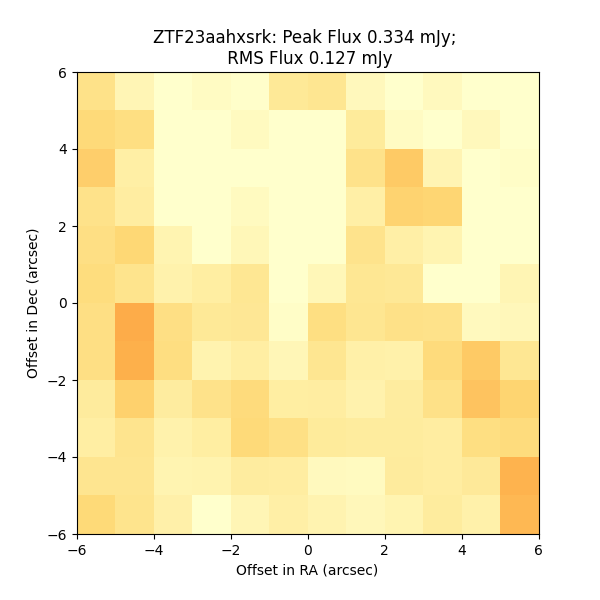 ZTF23aahxsrk: Peak Flux 0.334 mJy;
RMS Flux 0.127 mJy
6
4
2
0
−2
−4
−6
Offset in Dec (arcsec)
−6 −4 −2 0 2 4 6
Offset in RA (arcsec)